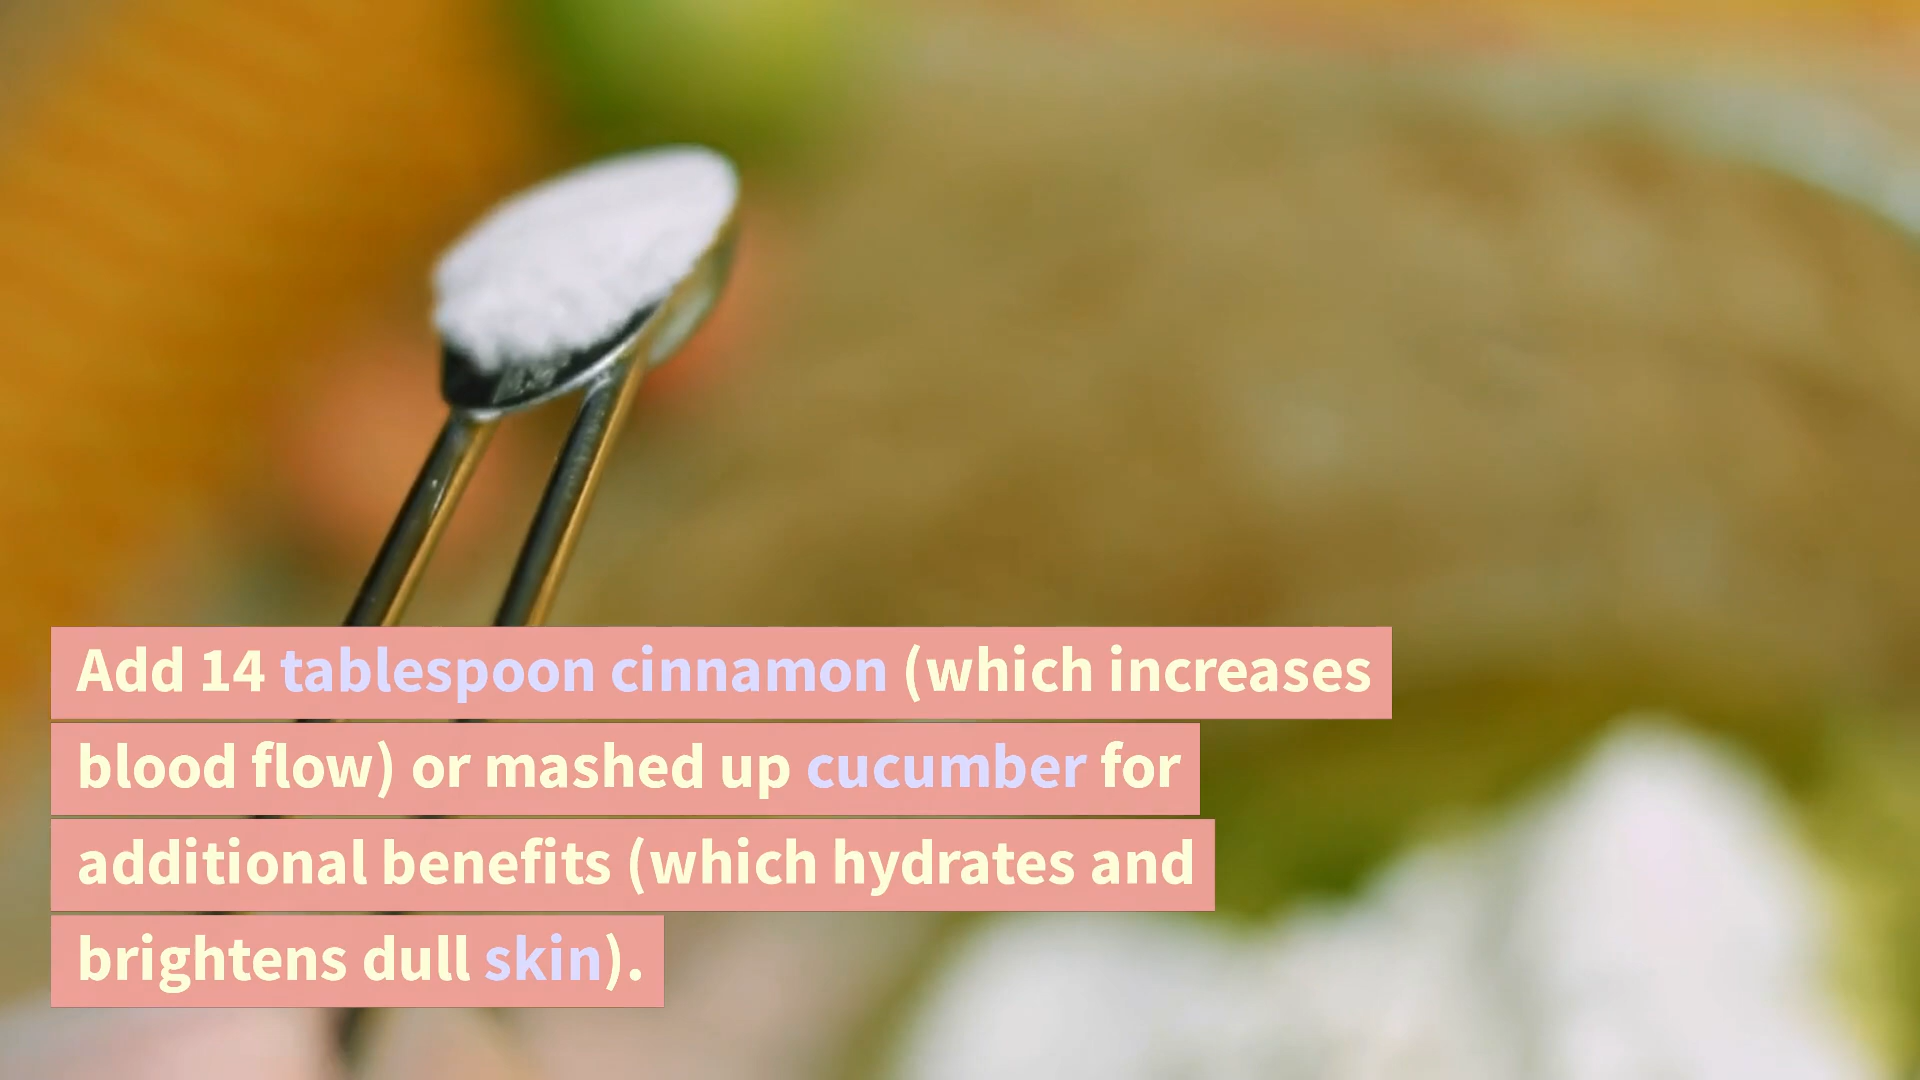 Add 14 tablespoon cinnamon (which increases
blood flow) or mashed up cucumber for
additional benefits (which hydrates and
brightens dull skin).